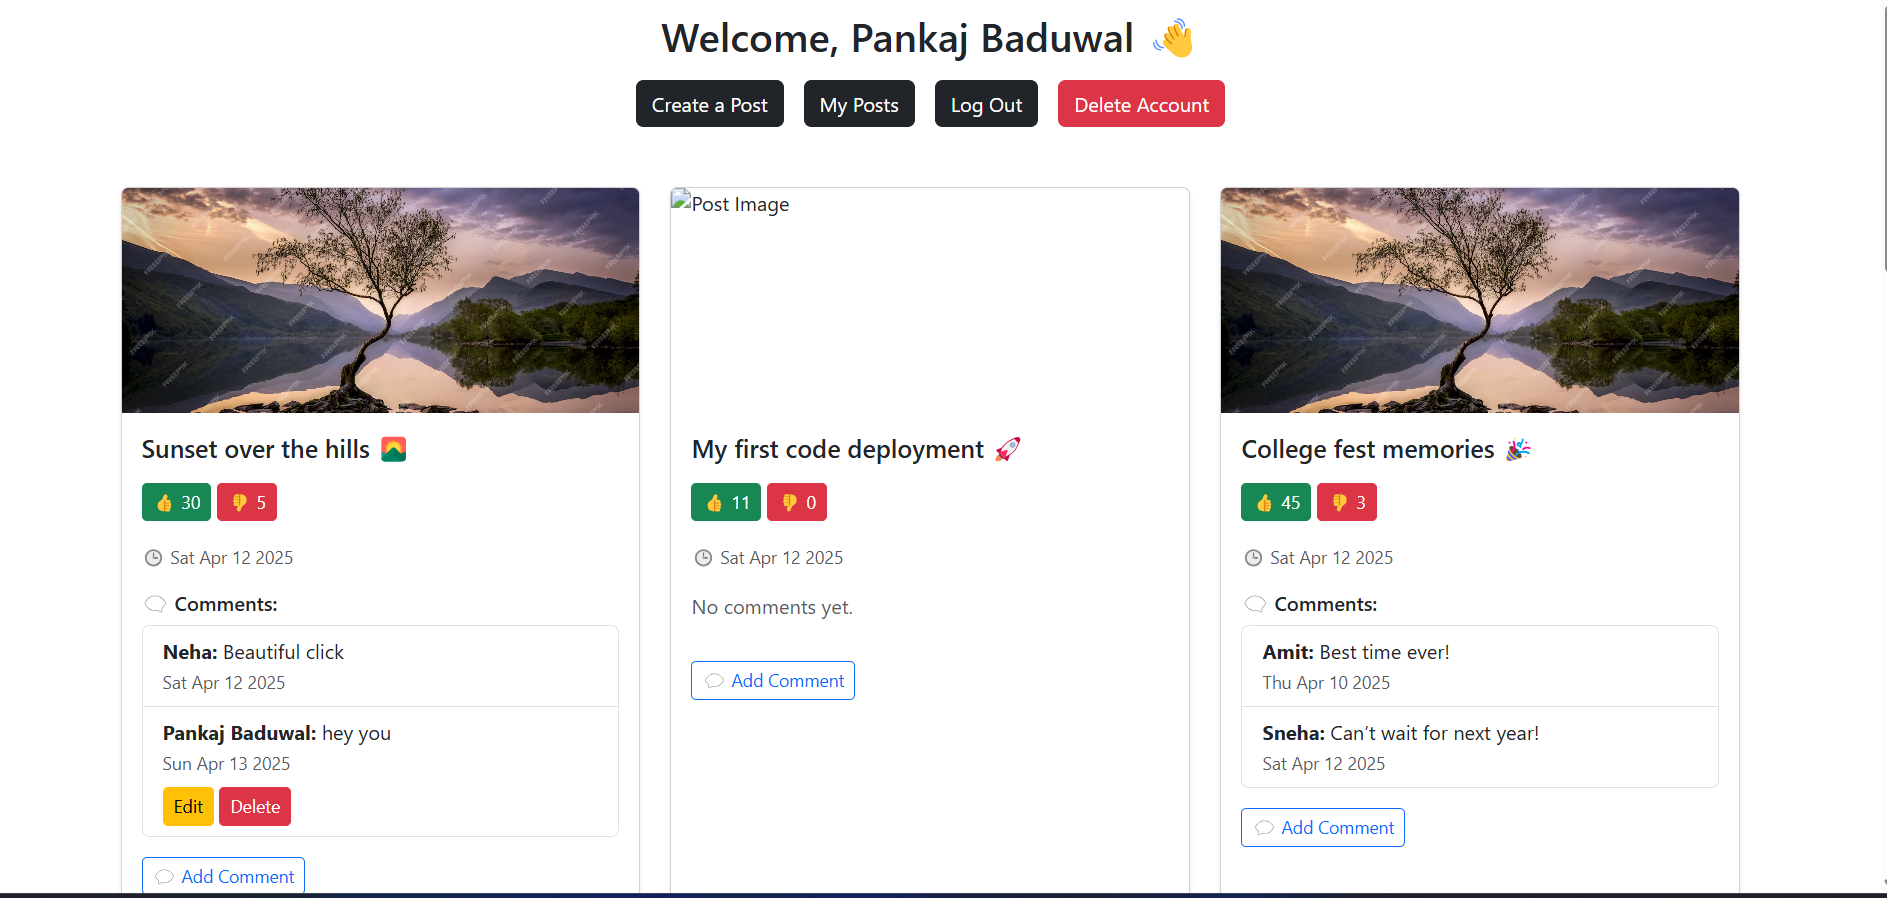 Welcome, Pankaj Baduwal 👋
Create a Post
My Posts
Log Out
Delete Account
Sunset over the hills 🌄
👍 30
👎 5
🕒 Sat Apr 12 2025
🗨️ Comments:
Neha: Beautiful click
Sat Apr 12 2025
Pankaj Baduwal: hey you
Sun Apr 13 2025
Edit
Delete
💬 Add Comment
Post Image
My first code deployment 🚀
👍 11
👎 0
🕒 Sat Apr 12 2025
No comments yet.
💬 Add Comment
College fest memories 🎉
👍 45
👎 3
🕒 Sat Apr 12 2025
🗨️ Comments:
Amit: Best time ever!
Thu Apr 10 2025
Sneha: Can’t wait for next year!
Sat Apr 12 2025
💬 Add Comment